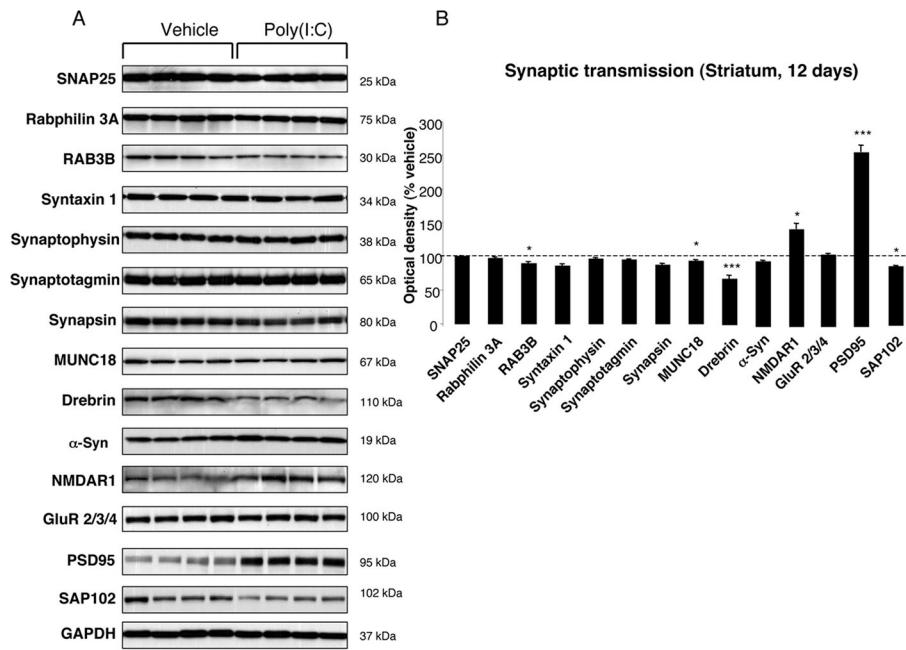 A
Vehicle Poly(I:C)
SNAP25 25 kDa
Rabphilin 3A 75 kDa
RAB3B 30 kDa
Syntaxin 1 34 kDa
Synaptophysin 38 kDa
Synaptotagmin 65 kDa
Synapsin 80 kDa
MUNC18 67 kDa
Drebrin 110 kDa
α-Syn 19 kDa
NMDAR1 120 kDa
GluR 2/3/4 100 kDa
PSD95 95 kDa
SAP102 102 kDa
GAPDH 37 kDa
B
Synaptic transmission (Striatum, 12 days)
Optical density (% vehicle)
300
250
200
150
100
50
0
* * *** * *** *
SNAP25
Rabphilin 3A
RAB3B
Syntaxin 1
Synaptophysin
Synaptotagmin
Synapsin
MUNC18
Drebrin
α-Syn
NMDAR1
GluR 2/3/4
PSD95
SAP102